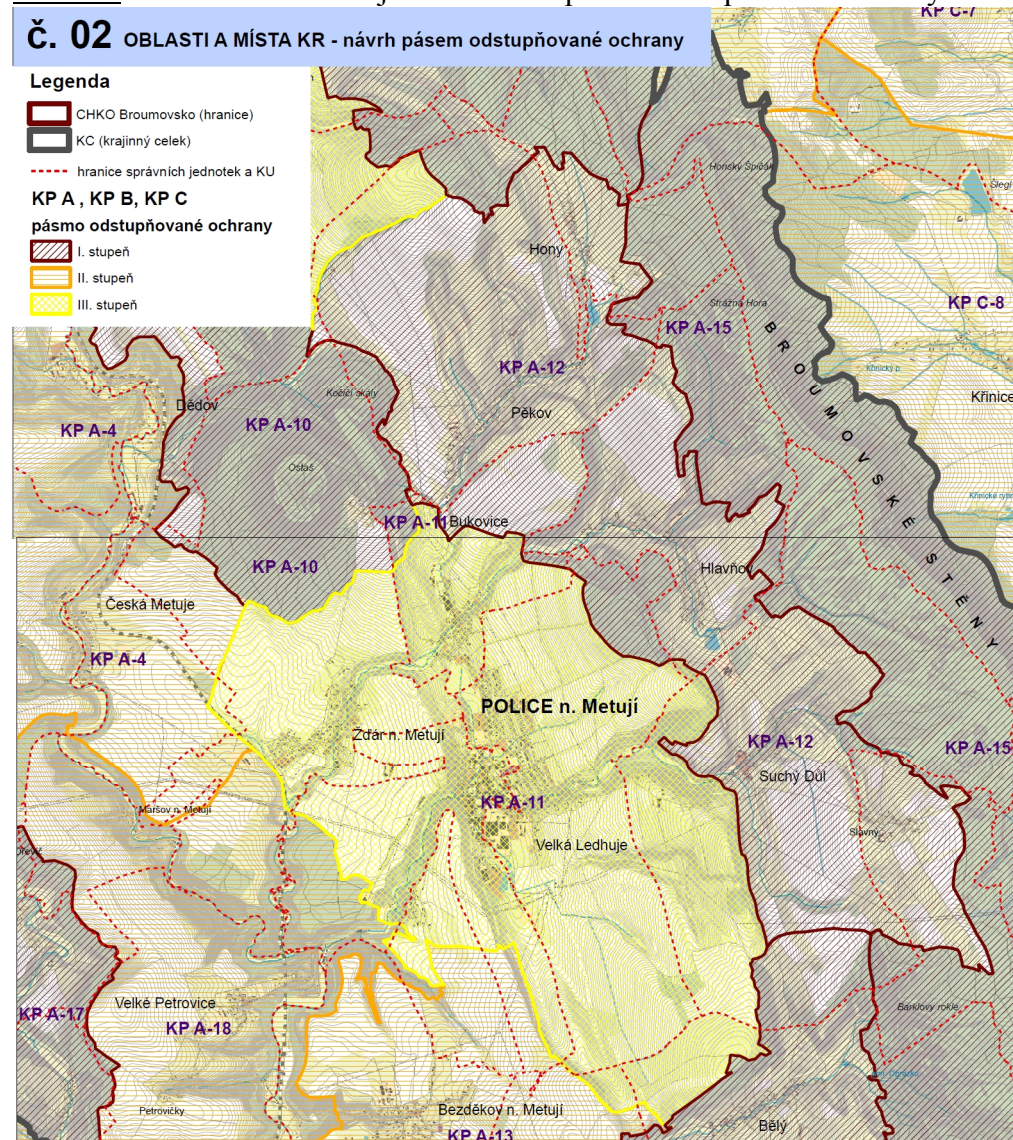 KP C-7
č. 02 OBLASTI A MÍSTA KR - návrh pásem odstupňované ochrany
Legenda
CHKO Broumovsko (hranice)
KC (krajinný celek)
hranice správních jednotek a KU
KP A , KP B, KP C
pásmo odstupňované ochrany
I. stupeň
II. stupeň
III. stupeň
Honský Špičák
Hony
Strážná Hora
KP C-8
KP A-15
BROUMOVSKÉ STĚNY
KP A-12
Křinický p.
Kočičí skály
Křinice
Dědov
Pěkov
KP A-4
KP A-10
Ostaš
KP A-11
Bukovice
KP A-10
Hlavňov
Česká Metuje
KP A-4
POLICE n. Metují
Žďár n. Metují
KP A-12
KP A-15
Suchý Důl
KP A-11
Maršov n. Metují
Slavný
Velká Ledhuje
Velké Petrovice
KP A-17
KP A-18
Barklovy rokle
Petrovičky
Bezděkov n. Metují
Bělý
KP A-13